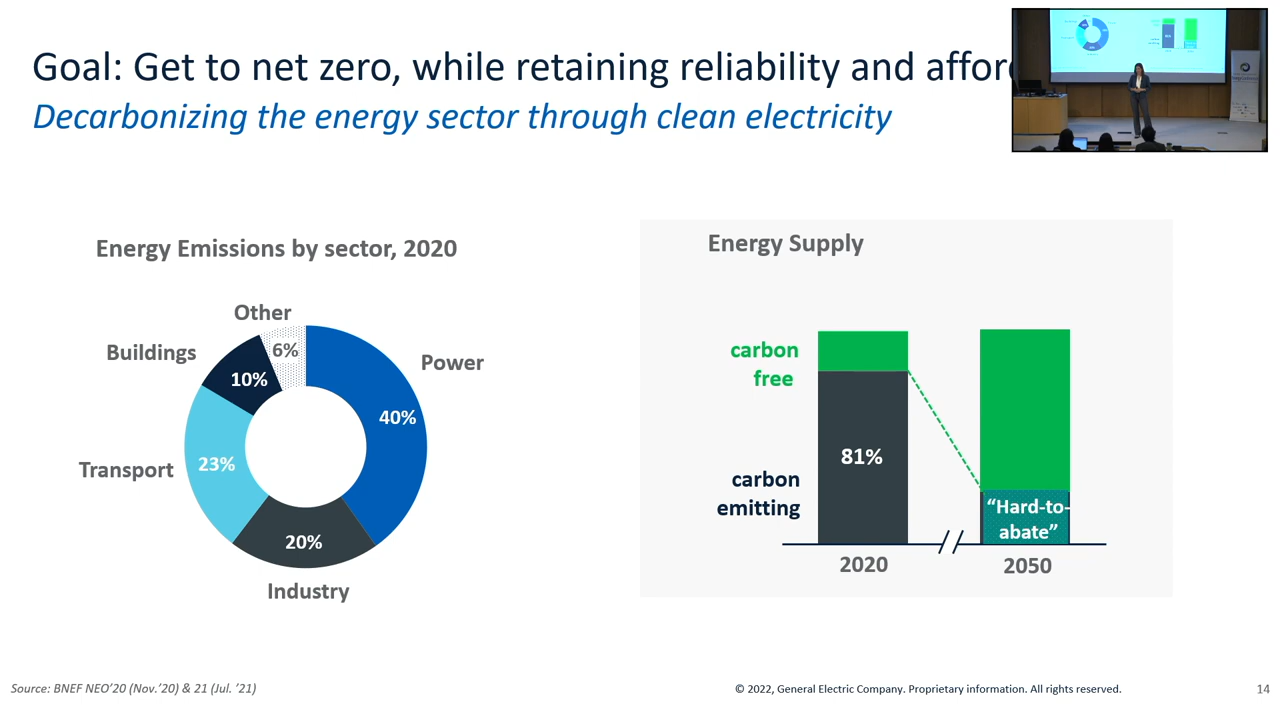 Goal: Get to net zero, while retaining reliability and
Decarbonizing the energy sector through clean electricity
Energy Emissions by sector, 2020
Other
6%
Buildings
10%
Power
40%
Transport
23%
20%
Industry
Energy Supply
carbon
free
carbon
emitting
81%
“Hard-to-
abate”
2020
2050
Source: BNEF NEO’20 (Nov.’20) & 21 (Jul. ’21)
© 2022, General Electric Company. Proprietary information. All rights reserved.
14